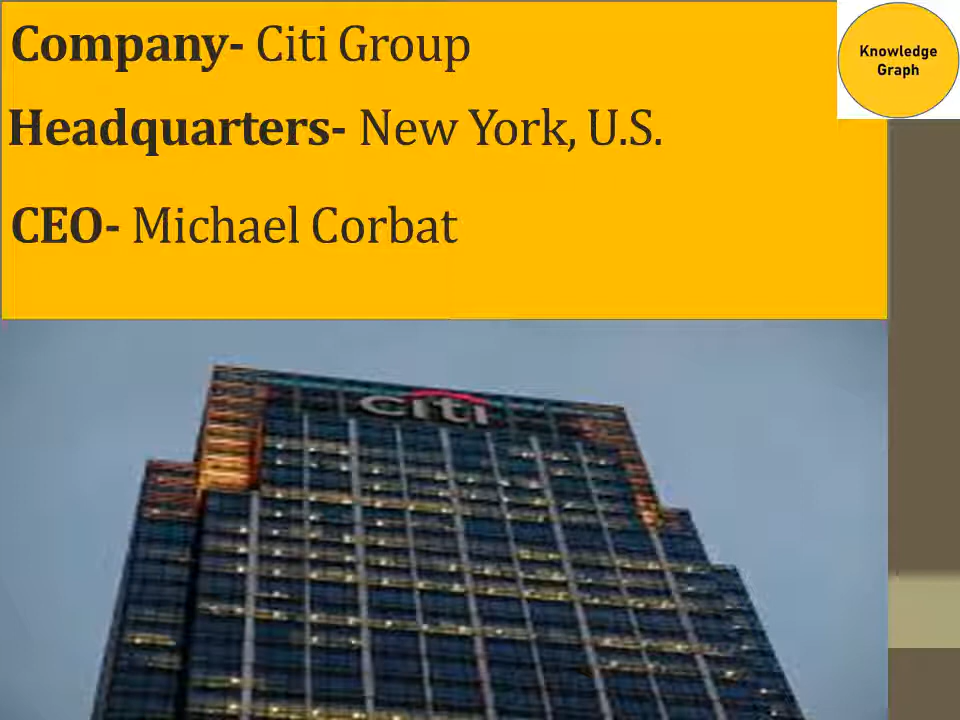 Company- Citi Group
Knowledge
Graph
Headquarters- New York, U.S.
CEO- Michael Corbat
citi